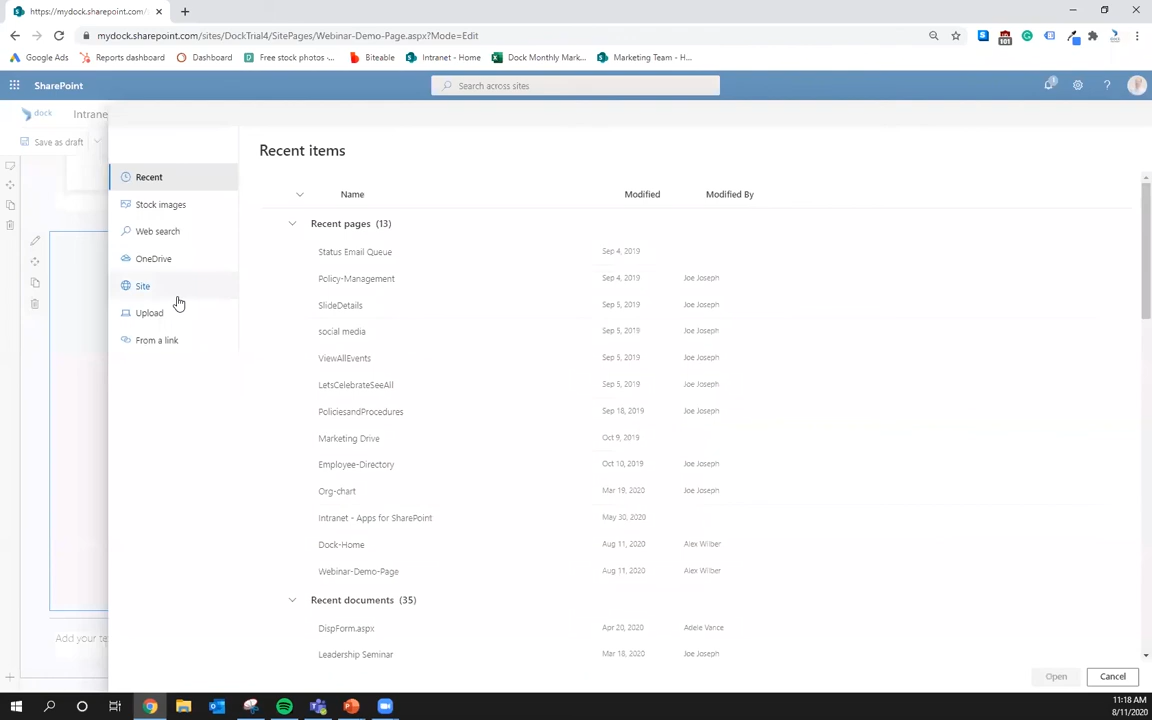 https://mydock.sharepoint.com/
mydock.sharepoint.com/sites/DockTrial4/SitePages/Webinar-Demo-Page.aspx?Mode=Edit
101
Google Ads
Reports dashboard
Dashboard
Free stock photos -...
Biteable
Intranet - Home
Dock Monthly Mark...
Marketing Team - H...
SharePoint
Search across sites
1
?
dock
Intrane
Save as draft
Recent
Stock images
Web search
OneDrive
Site
Upload
From a link
Recent items
Name Modified Modified By
Recent pages (13)
Status Email Queue Sep 4, 2019
Policy-Management Sep 4, 2019 Joe Joseph
SlideDetails Sep 5, 2019 Joe Joseph
social media Sep 5, 2019 Joe Joseph
ViewAllEvents Sep 5, 2019 Joe Joseph
LetsCelebrateSeeAll Sep 5, 2019 Joe Joseph
PoliciesandProcedures Sep 18, 2019 Joe Joseph
Marketing Drive Oct 9, 2019
Employee-Directory Oct 10, 2019 Joe Joseph
Org-chart Mar 19, 2020 Joe Joseph
Intranet - Apps for SharePoint May 30, 2020
Dock-Home Aug 11, 2020 Alex Wilber
Webinar-Demo-Page Aug 11, 2020 Alex Wilber
Recent documents (35)
DispForm.aspx Apr 20, 2020 Adele Vance
Leadership Seminar Mar 18, 2020 Joe Joseph
Add your te
Open
Cancel
11:18 AM
8/11/2020